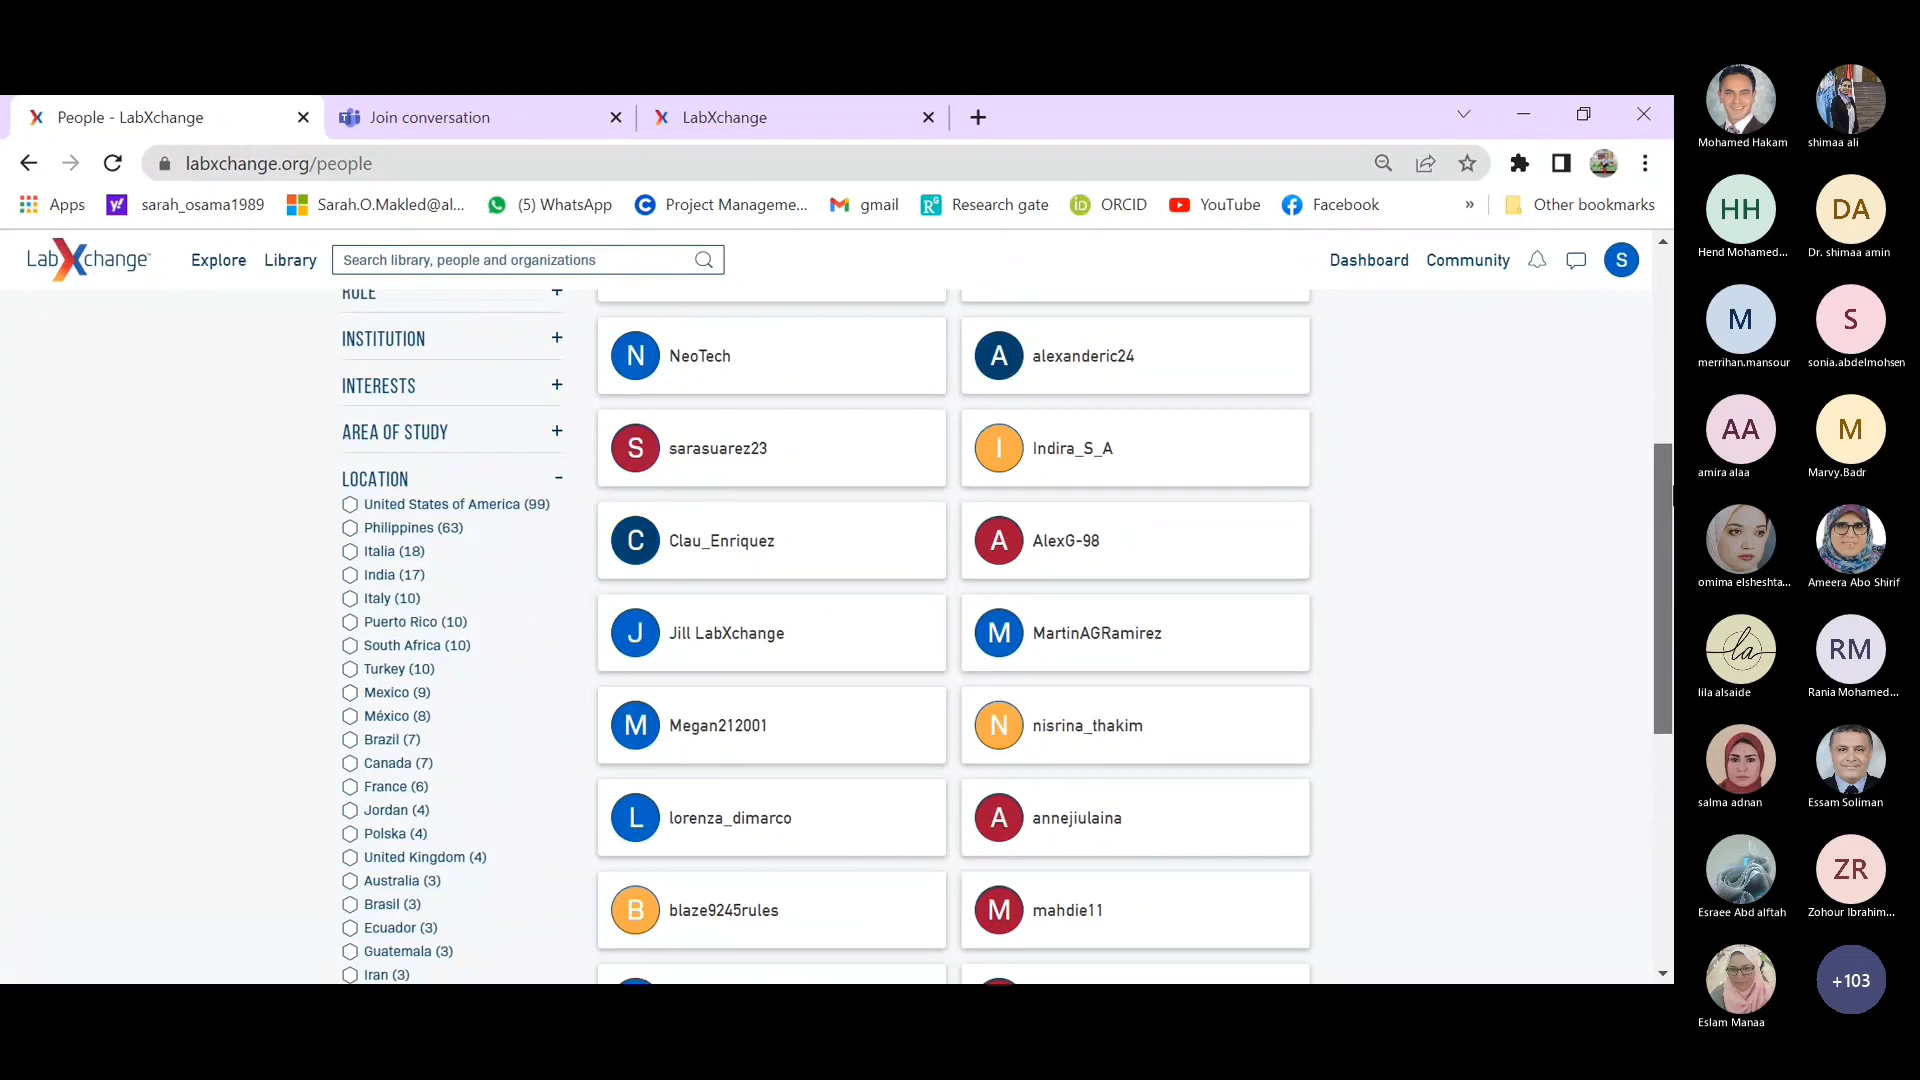 People - LabXchange
Join conversation
LabXchange
labxchange.org/people
Apps
sarah_osama1989
Sarah.O.Makled@al...
(5) WhatsApp
Project Manageme...
gmail
Research gate
ORCID
YouTube
Facebook
»
Other bookmarks
LabXchange
Explore
Library
Search library, people and organizations
Dashboard
Community
S
ROLE +
INSTITUTION +
INTERESTS +
AREA OF STUDY +
LOCATION -
United States of America (99)
Philippines (63)
Italia (18)
India (17)
Italy (10)
Puerto Rico (10)
South Africa (10)
Turkey (10)
Mexico (9)
México (8)
Brazil (7)
Canada (7)
France (6)
Jordan (4)
Polska (4)
United Kingdom (4)
Australia (3)
Brasil (3)
Ecuador (3)
Guatemala (3)
Iran (3)
N NeoTech
A alexanderic24
S sarasuarez23
I Indira_S_A
C Clau_Enriquez
A AlexG-98
J Jill LabXchange
M MartinAGRamirez
M Megan212001
N nisrina_thakim
L lorenza_dimarco
A annejiulaina
B blaze9245rules
M mahdie11
Mohamed Hakam
shimaa ali
HH
Hend Mohamed...
DA
Dr. shimaa amin
M
merrihan.mansour
S
sonia.abdelmohsen
AA
amira alaa
M
Marvy.Badr
omima elsheshta...
Ameera Abo Shirif
la
lila alsaide
RM
Rania Mohamed...
salma adnan
Essam Soliman
Esraee Abd alftah
ZR
Zohour Ibrahim...
Eslam Manaa
+103